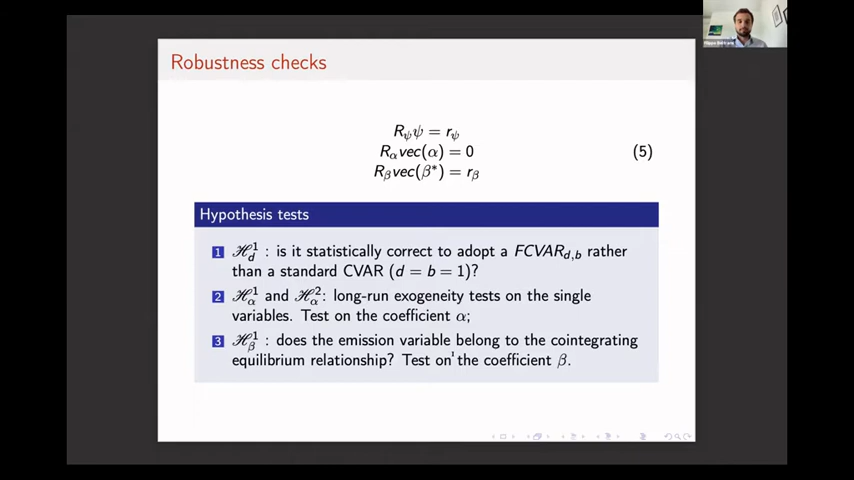 Robustness checks
R_ψ ψ = r_ψ
R_α vec(α) = 0 (5)
R_β vec(β*) = r_β
Hypothesis tests
1 ℋ_d^1 : is it statistically correct to adopt a FCVAR_{d,b} rather
than a standard CVAR (d = b = 1)?
2 ℋ_α^1 and ℋ_α^2: long-run exogeneity tests on the single
variables. Test on the coefficient α;
3 ℋ_β^1 : does the emission variable belong to the cointegrating
equilibrium relationship? Test on the coefficient β.